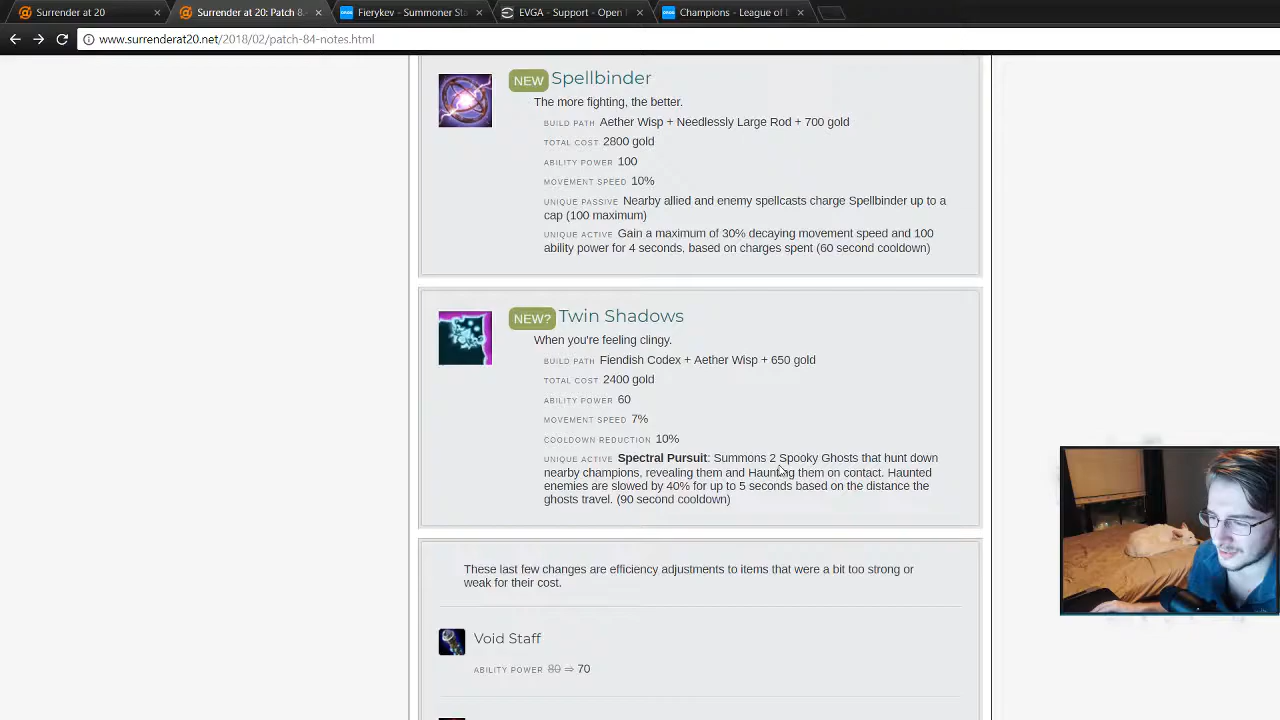 Surrender at 20
Surrender at 20: Patch 8.
Fierykev - Summoner Sta
EVGA - Support - Open
Champions - League of
www.surrenderat20.net/2018/02/patch-84-notes.html
NEW Spellbinder
The more fighting, the better.
BUILD PATH Aether Wisp + Needlessly Large Rod + 700 gold
TOTAL COST 2800 gold
ABILITY POWER 100
MOVEMENT SPEED 10%
UNIQUE PASSIVE Nearby allied and enemy spellcasts charge Spellbinder up to a
cap (100 maximum)
UNIQUE ACTIVE Gain a maximum of 30% decaying movement speed and 100
ability power for 4 seconds, based on charges spent (60 second cooldown)
NEW? Twin Shadows
When you're feeling clingy.
BUILD PATH Fiendish Codex + Aether Wisp + 650 gold
TOTAL COST 2400 gold
ABILITY POWER 60
MOVEMENT SPEED 7%
COOLDOWN REDUCTION 10%
UNIQUE ACTIVE Spectral Pursuit: Summons 2 Spooky Ghosts that hunt down
nearby champions, revealing them and Haunting them on contact. Haunted
enemies are slowed by 40% for up to 5 seconds based on the distance the
ghosts travel. (90 second cooldown)
These last few changes are efficiency adjustments to items that were a bit too strong or
weak for their cost.
Void Staff
ABILITY POWER 80 ⇒ 70